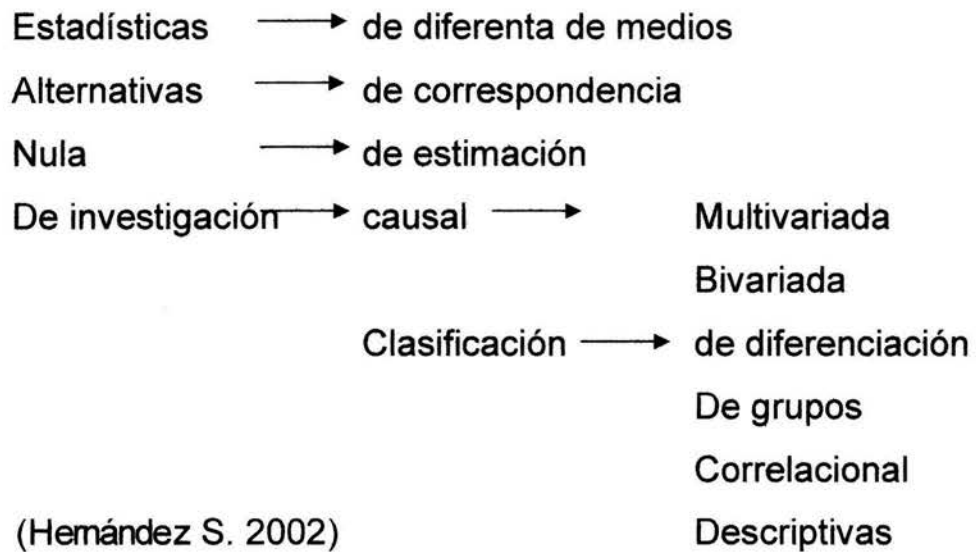 Estadísticas → de diferenta de medios
Alternativas → de correspondencia
Nula → de estimación
De investigación → causal → Multivariada
Bivariada
Clasificación → de diferenciación
De grupos
Correlacional
(Hernández S. 2002) Descriptivas